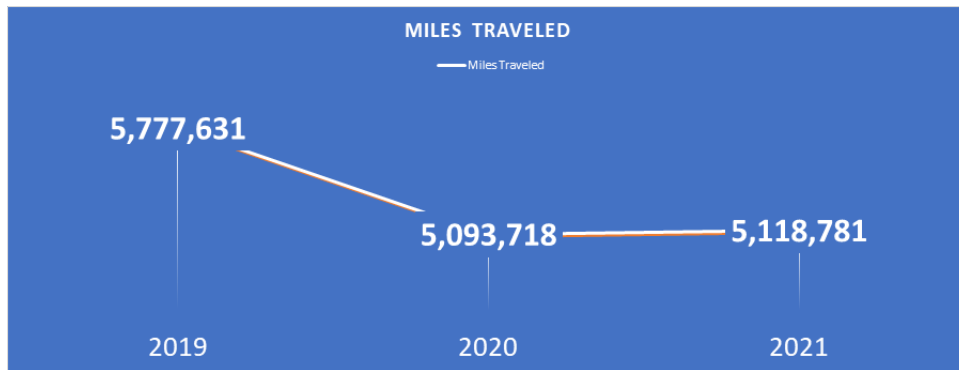 MILES TRAVELED
Miles Traveled
5,777,631
5,093,718
5,118,781
2019 2020 2021